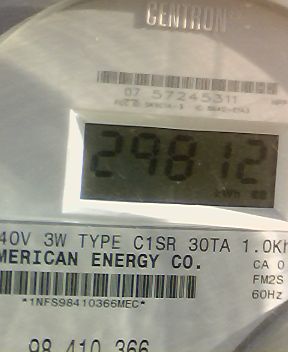 CENTRON
07 57245311
29812
kWh
40V 3W TYPE C1SR 30TA 1.0Kh
MERICAN ENERGY CO.
CA 0
FM2S
*1NFS98410366MEC*
60Hz
98 410 366